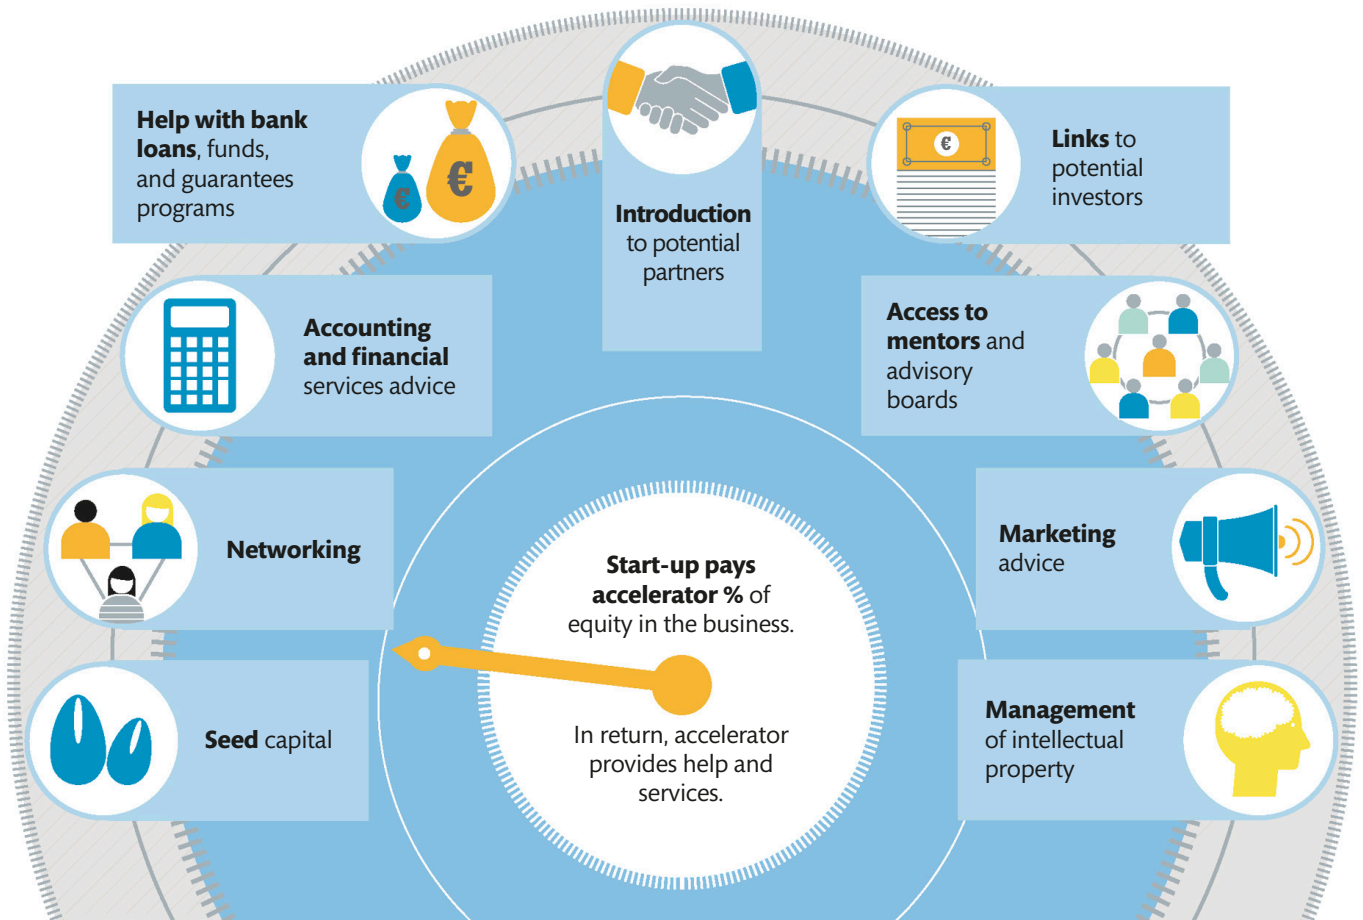 Help with bank
loans, funds,
and guarantees
programs
€
€
Introduction
to potential
partners
€
Links to
potential
investors
Accounting
and financial
services advice
Access to
mentors and
advisory
boards
Networking
Marketing
advice
Start-up pays
accelerator % of
equity in the business.
In return, accelerator
provides help and
services.
Seed capital
Management
of intellectual
property